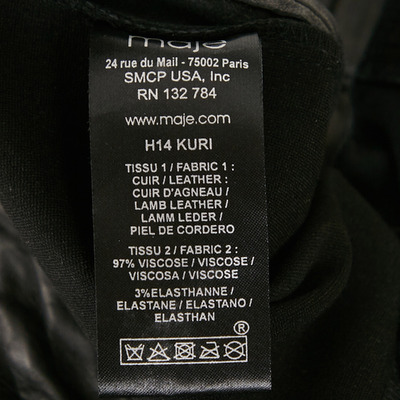 maje
24 rue du Mail - 75002 Paris
SMCP USA, Inc
RN 132 784
www.maje.com
H14 KURI
TISSU 1 / FABRIC 1 :
CUIR / LEATHER :
CUIR D'AGNEAU /
LAMB LEATHER /
LAMM LEDER /
PIEL DE CORDERO
TISSU 2 / FABRIC 2 :
97% VISCOSE / VISCOSE /
VISCOSA / VISCOSE
3%ELASTHANNE /
ELASTANE / ELASTANO /
ELASTHAN
®